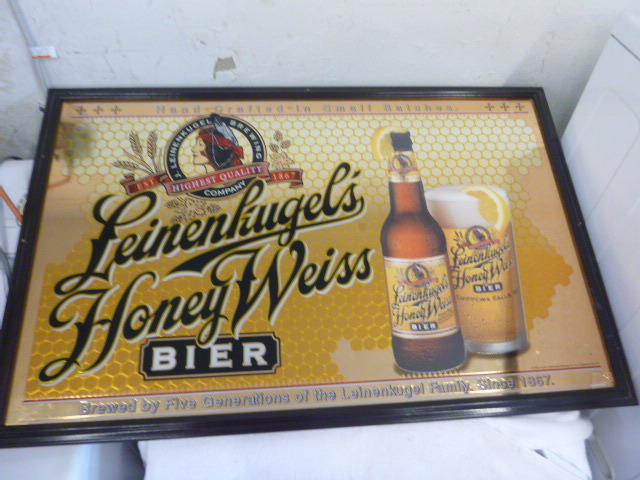 Hand-Crafted-in Small Batches.
J. LEINENKUGEL BREWING
EST. HIGHEST QUALITY 1867
COMPANY
Leinenkugel's
Honey Weiss
BIER
Leinenkugel's
Honey Weiss
BIER
Leinenkugel's
Honey Weiss
BIER
CHIPPEWA FALLS
Brewed by Five Generations of the Leinenkugel Family. Since 1867.